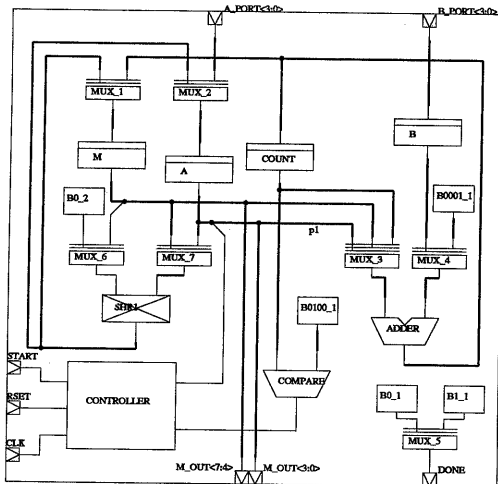 A_PORT<3:0>
B_PORT<3:0>
MUX_1
MUX_2
M
A
COUNT
B
B0_2
B0001_1
p1
MUX_6
MUX_7
MUX_3
MUX_4
SHR1
B0100_1
ADDER
START
COMPARE
RSET
CONTROLLER
B0_1
B1_1
CLK
MUX_5
M_OUT<7:4>
M_OUT<3:0>
DONE